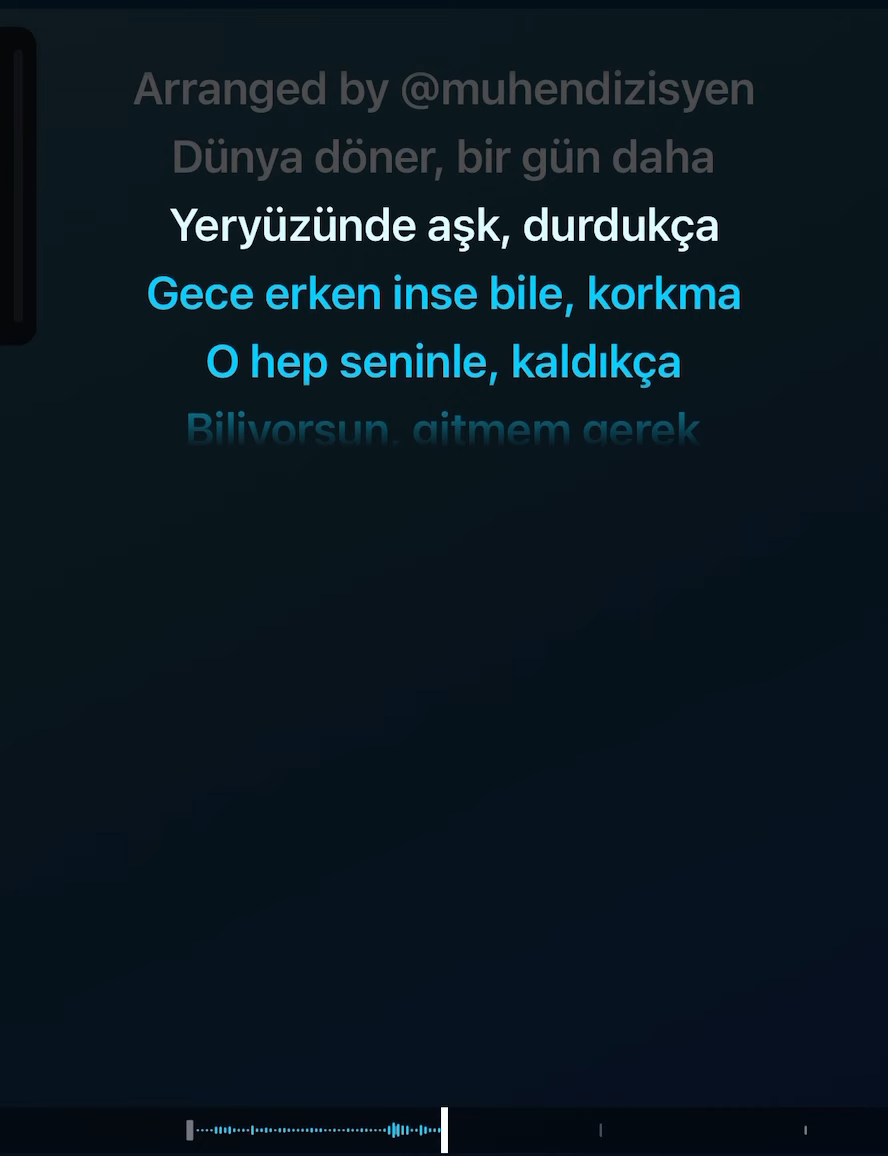 Arranged by @muhendizisyen
Dünya döner, bir gün daha
Yeryüzünde aşk, durdukça
Gece erken inse bile, korkma
O hep seninle, kaldıkça
Biliyorsun, gitmem gerek